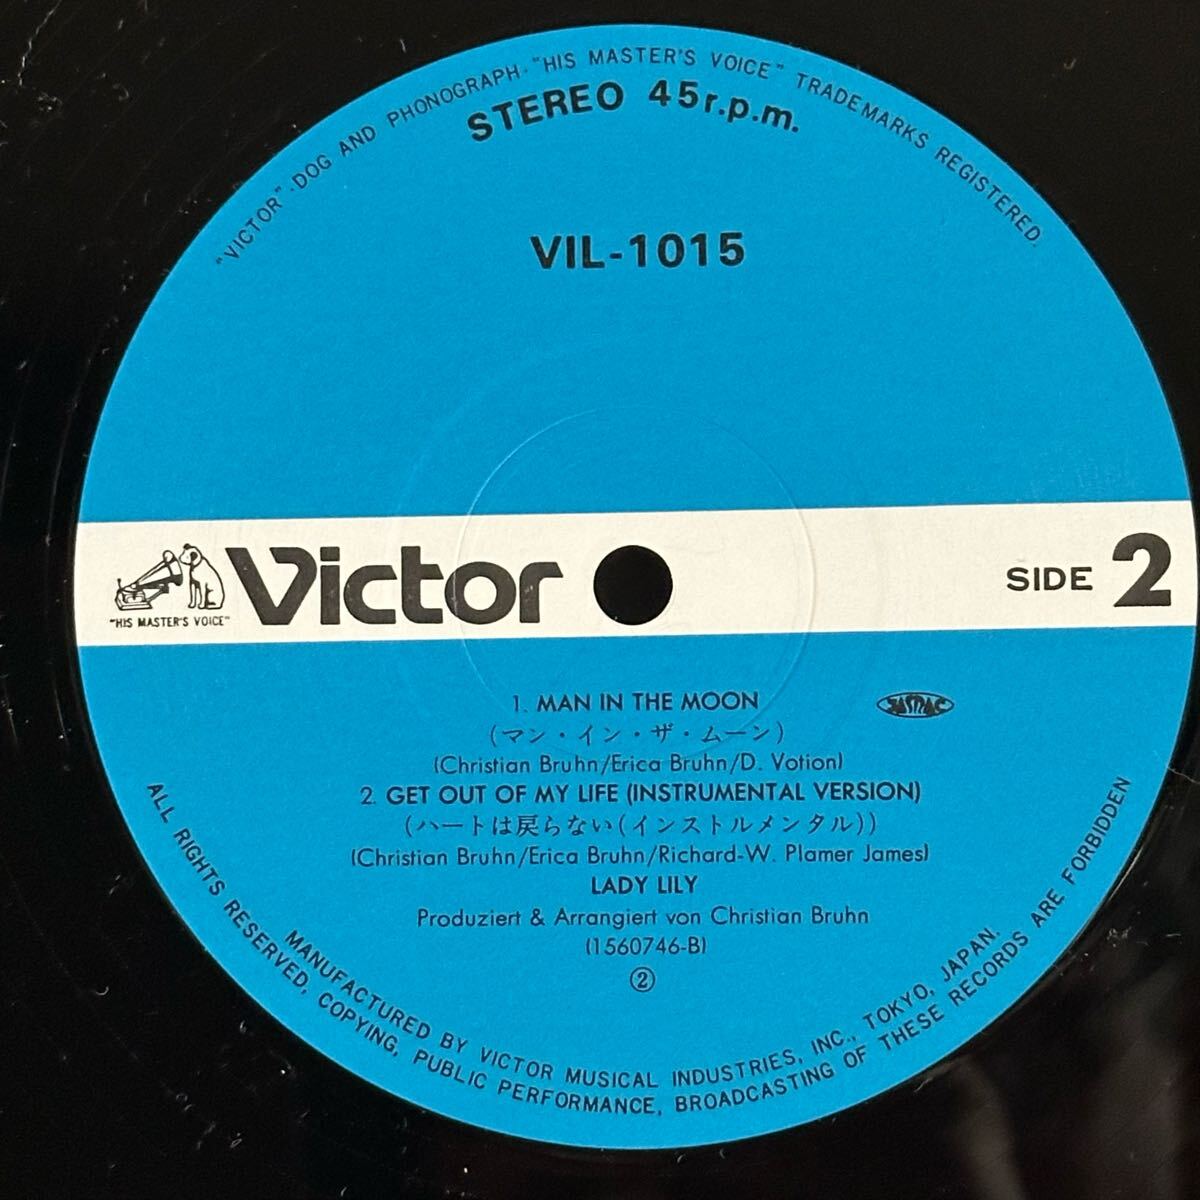 "VICTOR"·DOG AND PHONOGRAPH·"HIS MASTER'S VOICE" TRADEMARKS REGISTERED.
STEREO 45r.p.m.
VIL-1015
"HIS MASTER'S VOICE"
Victor
SIDE 2
1. MAN IN THE MOON
JASRAC
(マン・イン・ザ・ムーン)
(Christian Bruhn/Erica Bruhn/D. Votion)
2. GET OUT OF MY LIFE (INSTRUMENTAL VERSION)
(ハートは戻らない(インストルメンタル))
(Christian Bruhn/Erica Bruhn/Richard-W. Plamer James)
LADY LILY
Produziert & Arrangiert von Christian Bruhn
(1560746-B)
②
MANUFACTURED BY VICTOR MUSICAL INDUSTRIES, INC., TOKYO, JAPAN.
ALL RIGHTS RESERVED, COPYING, PUBLIC PERFORMANCE, BROADCASTING OF THESE RECORDS ARE FORBIDDEN